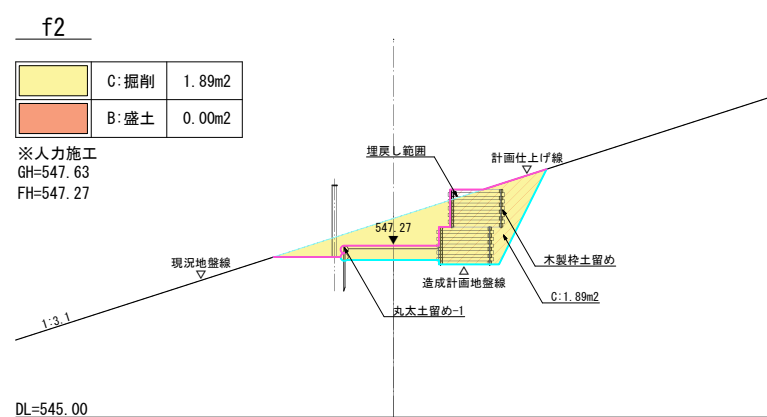 f2
C:掘削 1.89m2
B:盛土 0.00m2
※人力施工
GH=547.63
FH=547.27
埋戻し範囲
計画仕上げ線
547.27
現況地盤線
木製枠土留め
造成計画地盤線
C:1.89m2
丸太土留め-1
1:3.1
DL=545.00